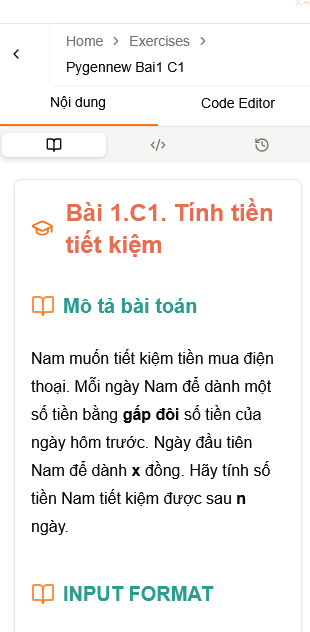 Home > Exercises >
Pygennew Bai1 C1
Nội dung
Code Editor
Bài 1.C1. Tính tiền
tiết kiệm
Mô tả bài toán
Nam muốn tiết kiệm tiền mua điện
thoại. Mỗi ngày Nam để dành một
số tiền bằng gấp đôi số tiền của
ngày hôm trước. Ngày đầu tiên
Nam để dành x đồng. Hãy tính số
tiền Nam tiết kiệm được sau n
ngày.
INPUT FORMAT